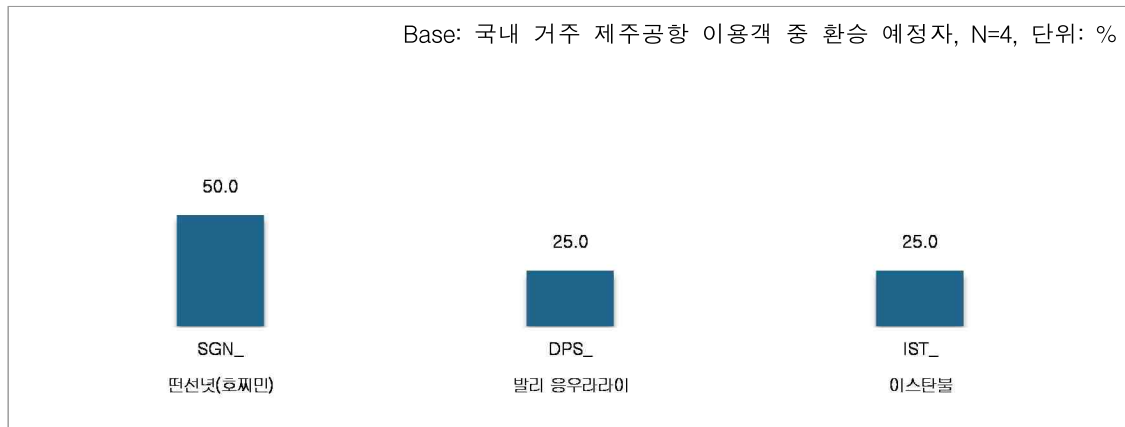 Base: 국내 거주 제주공항 이용객 중 환승 예정자, N=4, 단위: %
50.0
25.0
25.0
SGN_
DPS_
IST_
떤선넷(호찌민)
발리 응우라라이
이스탄불